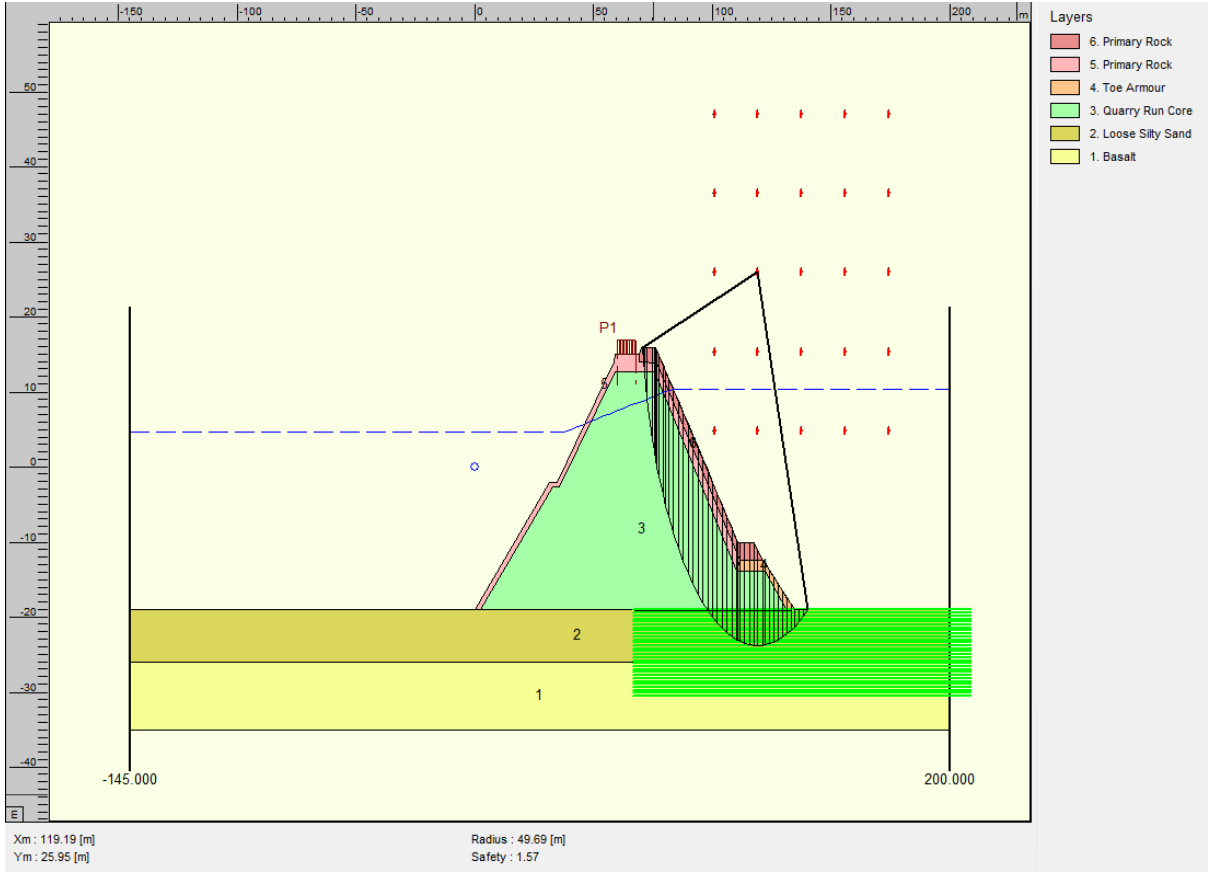 -150 -100 -50 0 50 100 150 200 m
Layers
6. Primary Rock
5. Primary Rock
4. Toe Armour
3. Quarry Run Core
2. Loose Silty Sand
1. Basalt
50
40
30
20
P1
10
5
0
3
-10
4
-20
2
-30
1
-40
-145.000 200.000
E
Xm : 119.19 [m] Radius : 49.69 [m]
Ym : 25.95 [m] Safety : 1.57